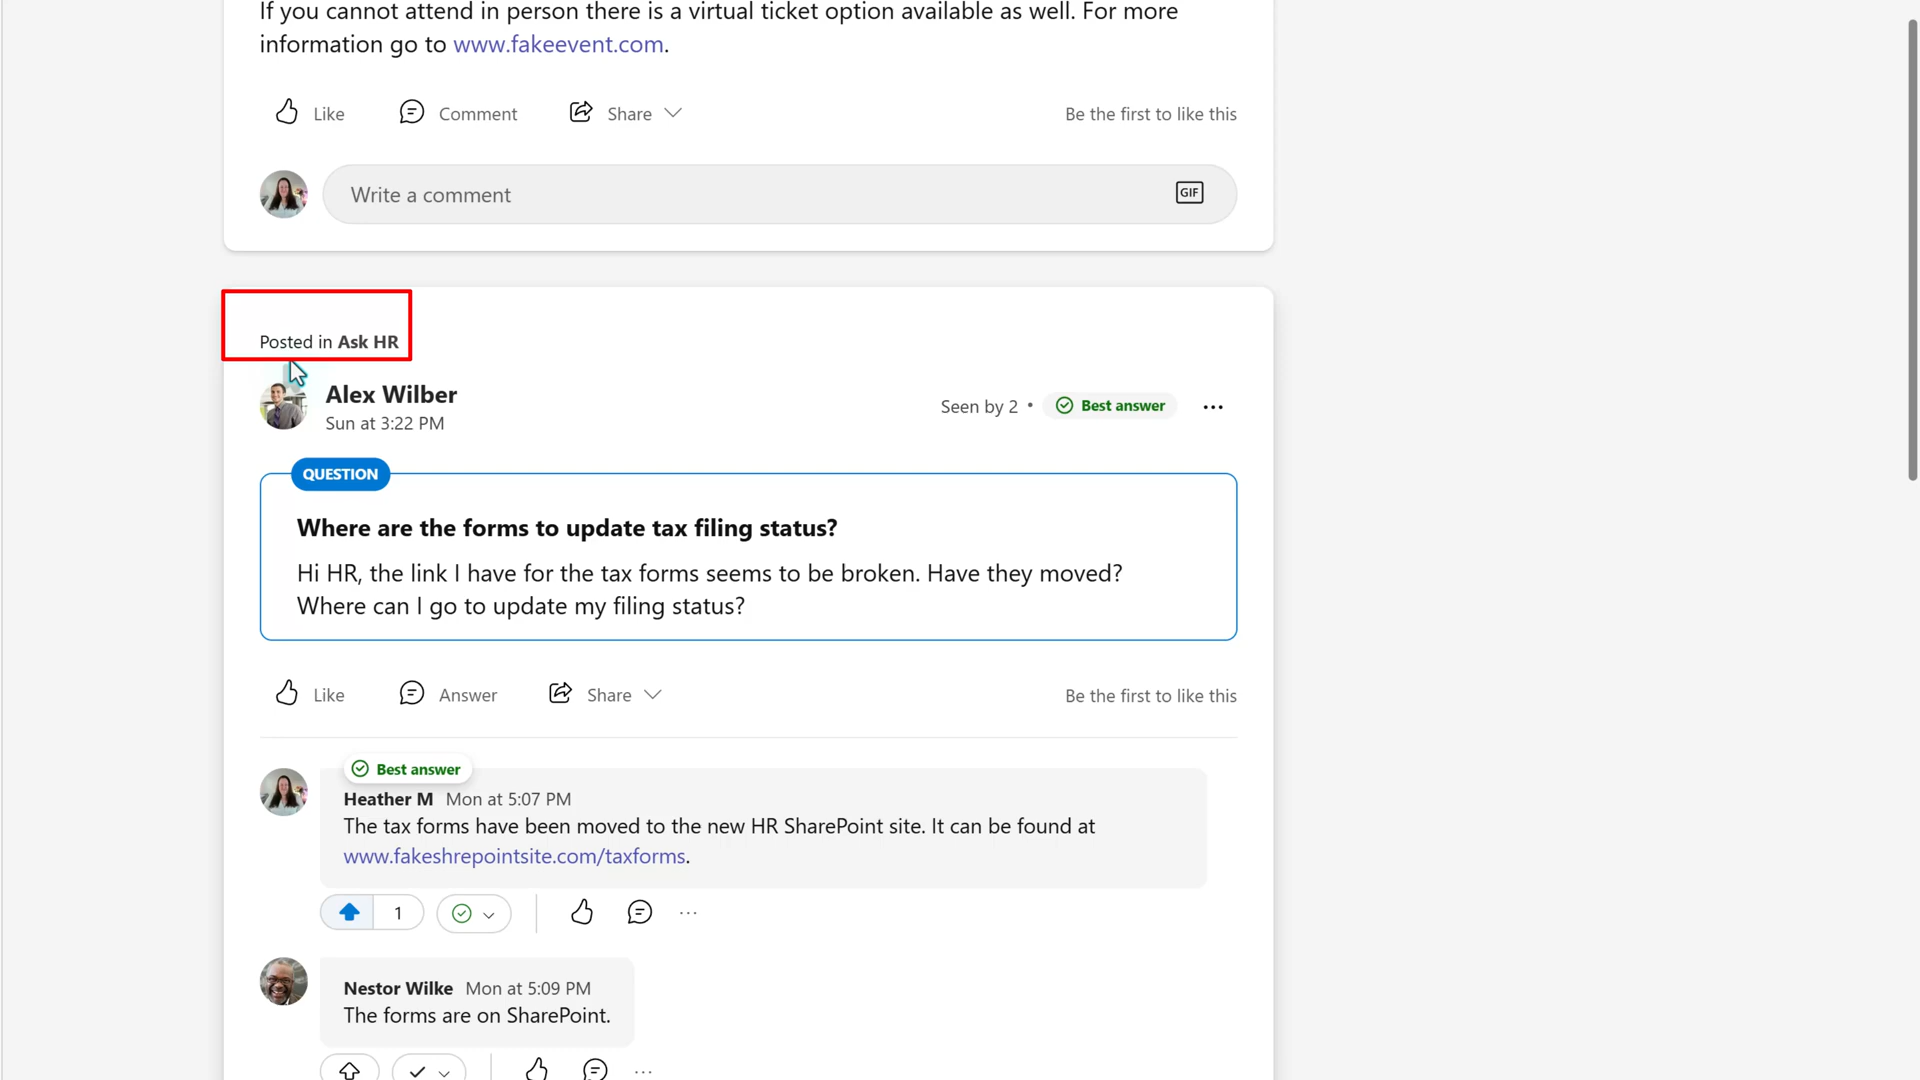 If you cannot attend in person there is a virtual ticket option available as well. For more
information go to www.fakeevent.com.
Like
Comment
Share
Be the first to like this
Write a comment
GIF
Posted in Ask HR
Alex Wilber
Sun at 3:22 PM
Seen by 2 •
Best answer
QUESTION
Where are the forms to update tax filing status?
Hi HR, the link I have for the tax forms seems to be broken. Have they moved?
Where can I go to update my filing status?
Like
Answer
Share
Be the first to like this
Best answer
Heather M Mon at 5:07 PM
The tax forms have been moved to the new HR SharePoint site. It can be found at
www.fakeshrepointsite.com/taxforms.
1
Nestor Wilke Mon at 5:09 PM
The forms are on SharePoint.